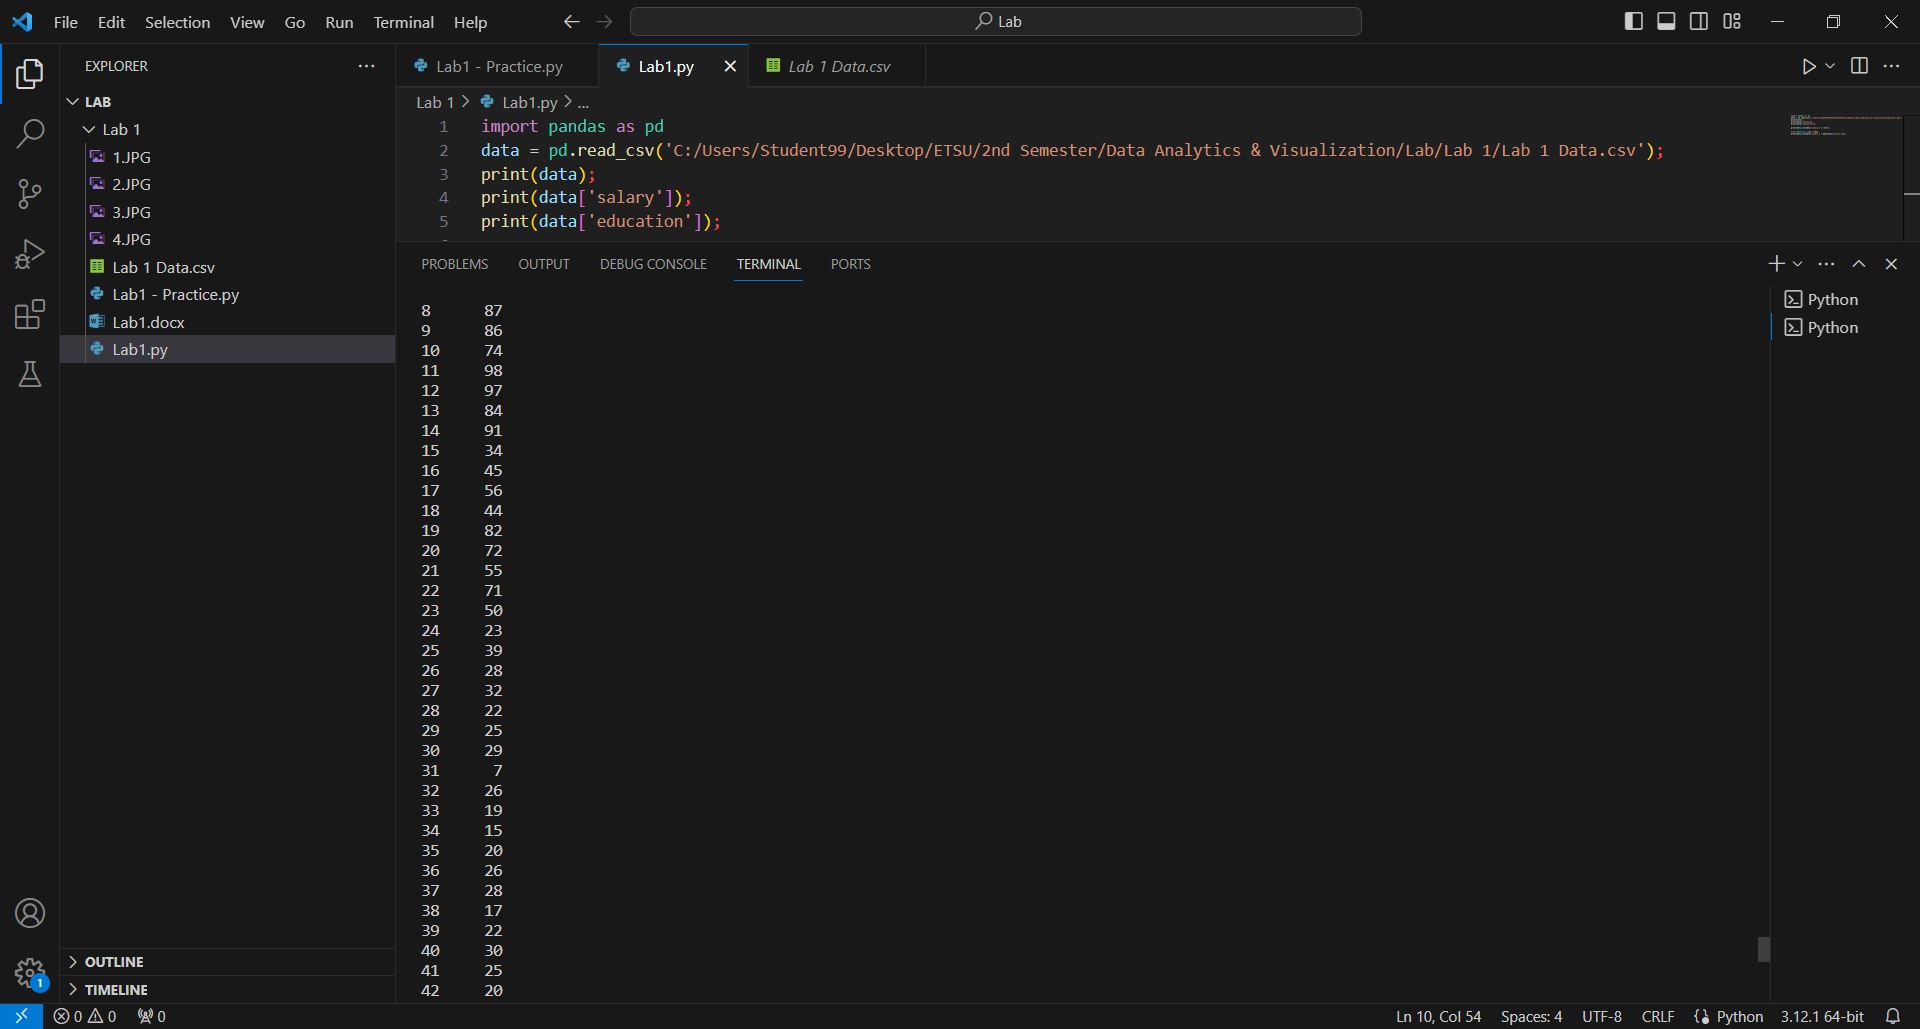 File Edit Selection View Go Run Terminal Help
Lab
EXPLORER
LAB
Lab 1
1.JPG
2.JPG
3.JPG
4.JPG
Lab 1 Data.csv
Lab1 - Practice.py
Lab1.docx
Lab1.py
OUTLINE
TIMELINE
1
Lab1 - Practice.py Lab1.py Lab 1 Data.csv
Lab 1 > Lab1.py > ...
1 import pandas as pd
2 data = pd.read_csv('C:/Users/Student99/Desktop/ETSU/2nd Semester/Data Analytics & Visualization/Lab/Lab 1/Lab 1 Data.csv');
3 print(data);
4 print(data['salary']);
5 print(data['education']);
PROBLEMS OUTPUT DEBUG CONSOLE TERMINAL PORTS
8 87
9 86
10 74
11 98
12 97
13 84
14 91
15 34
16 45
17 56
18 44
19 82
20 72
21 55
22 71
23 50
24 23
25 39
26 28
27 32
28 22
29 25
30 29
31 7
32 26
33 19
34 15
35 20
36 26
37 28
38 17
39 22
40 30
41 25
42 20
Python
Python
0 0 0
Ln 10, Col 54 Spaces: 4 UTF-8 CRLF {} Python 3.12.1 64-bit